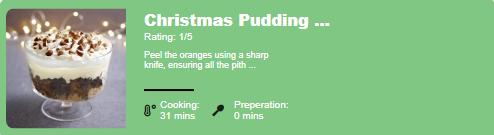 Christmas Pudding ...
Rating: 1/5
Peel the oranges using a sharp
knife, ensuring all the pith ...
Cooking:
31 mins
Preperation:
0 mins